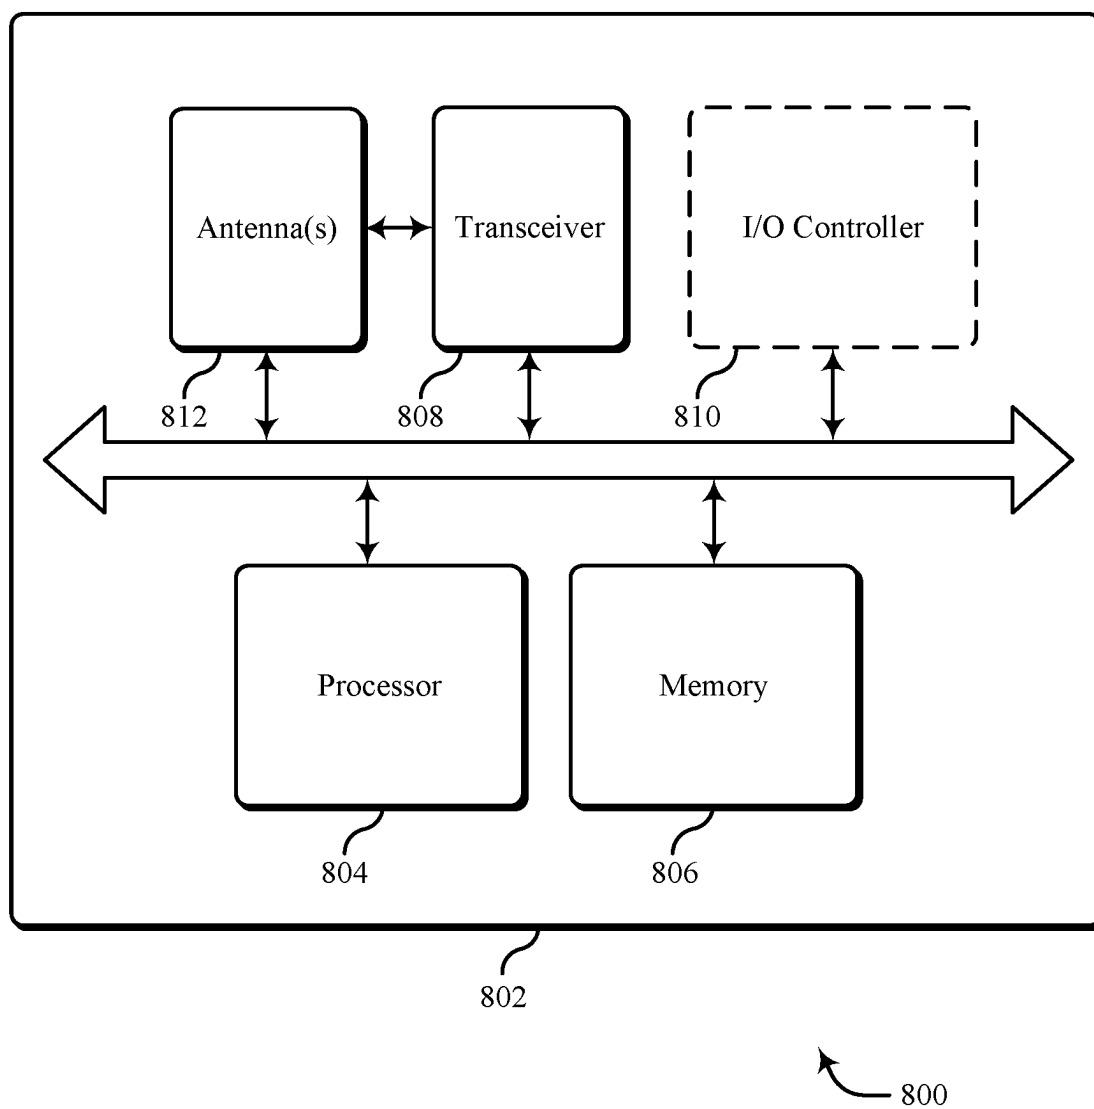 Antenna(s)
Transceiver
I/O Controller
812
808
810
Processor
Memory
804
806
802
800